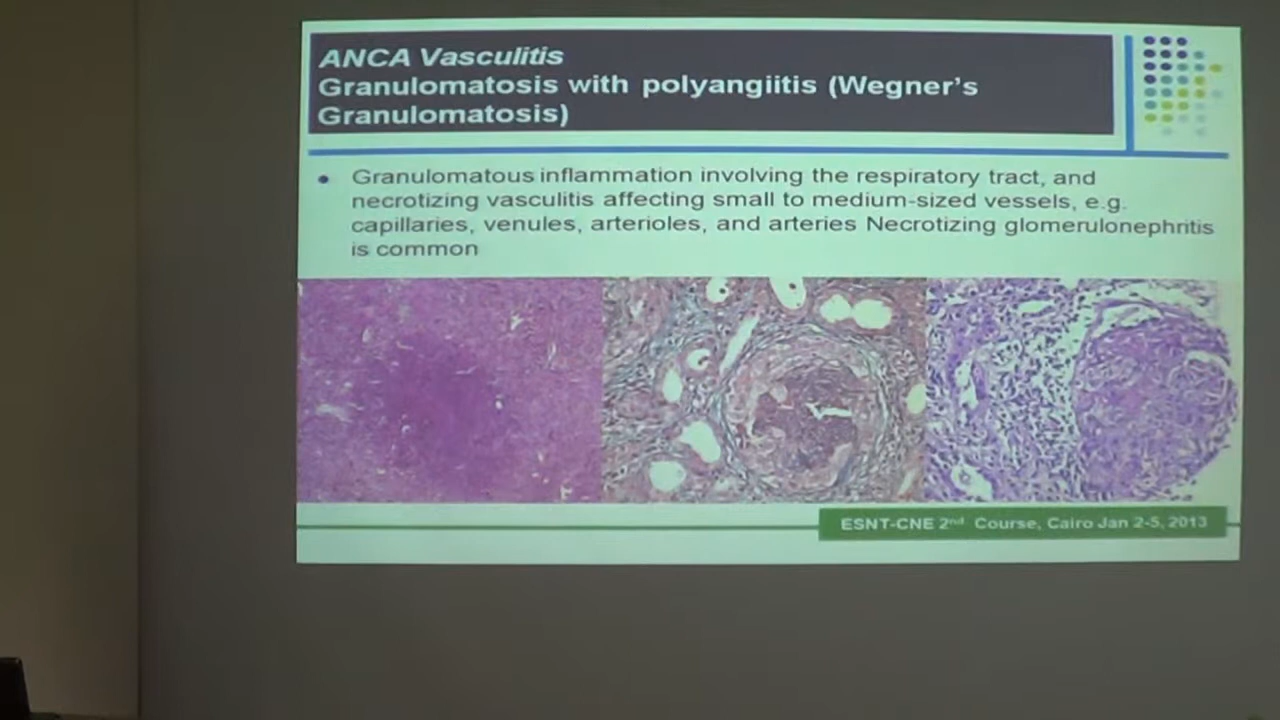 ANCA Vasculitis
Granulomatosis with polyangiitis (Wegner's
Granulomatosis)
• Granulomatous inflammation involving the respiratory tract, and
necrotizing vasculitis affecting small to medium-sized vessels, e.g.
capillaries, venules, arterioles, and arteries Necrotizing glomerulonephritis
is common
ESNT-CNE 2nd Course, Cairo Jan 2-5, 2013